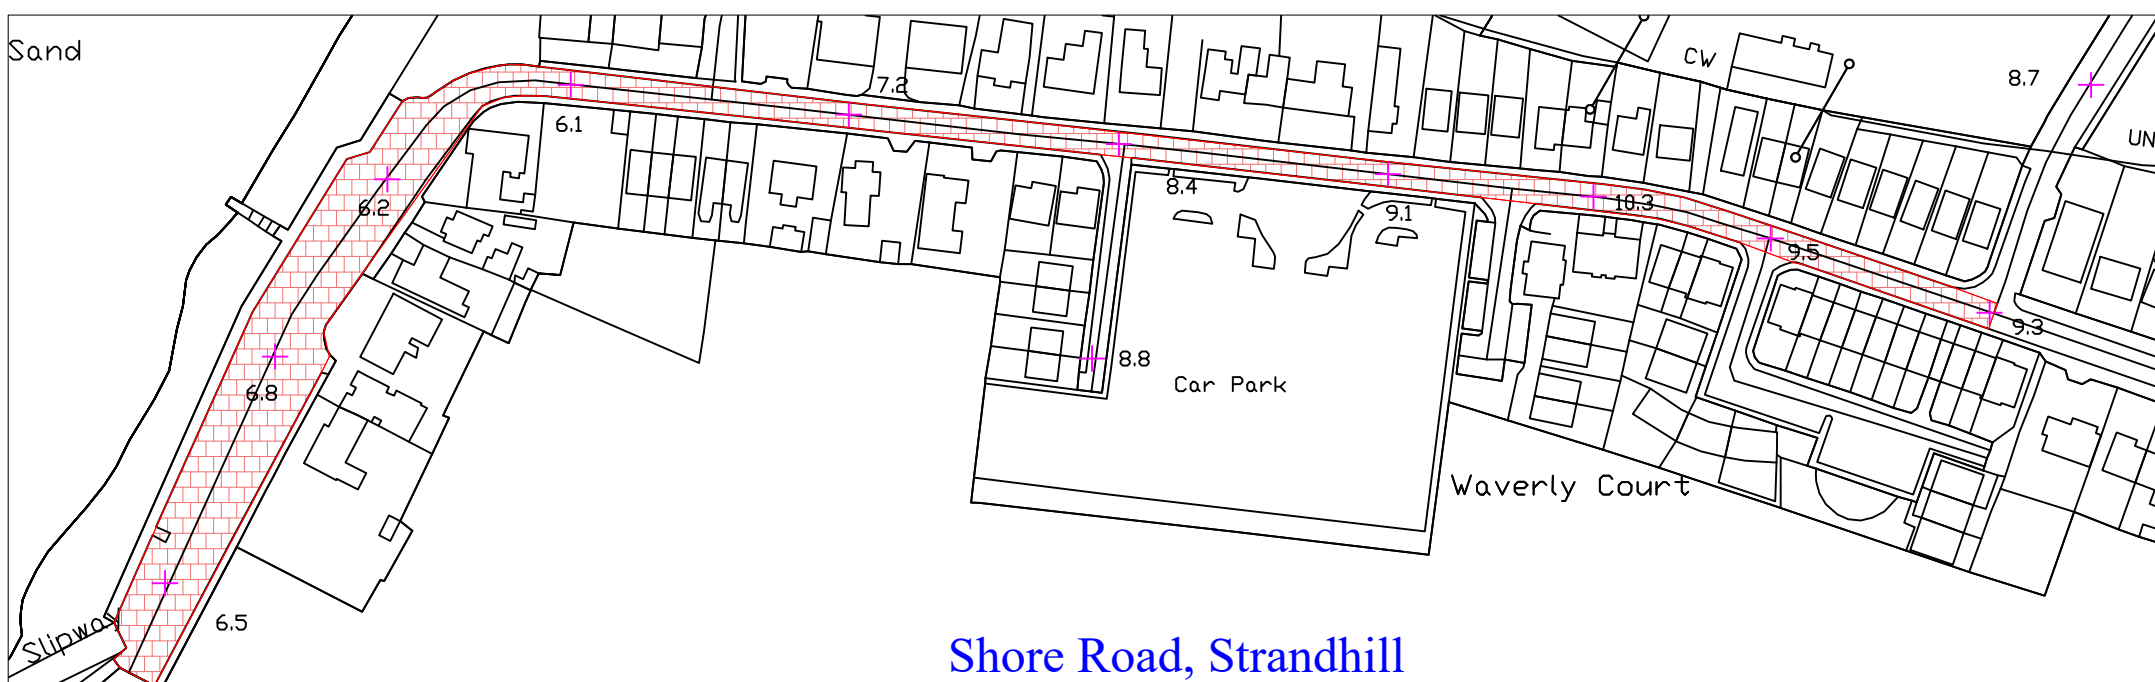 Sand
CW
8.7
7.2
6.1
UN
8.4
6.2
10.3
9.1
9.5
9.3
8.8
Car Park
6.8
Waverly Court
6.5
Slipway
Shore Road, Strandhill